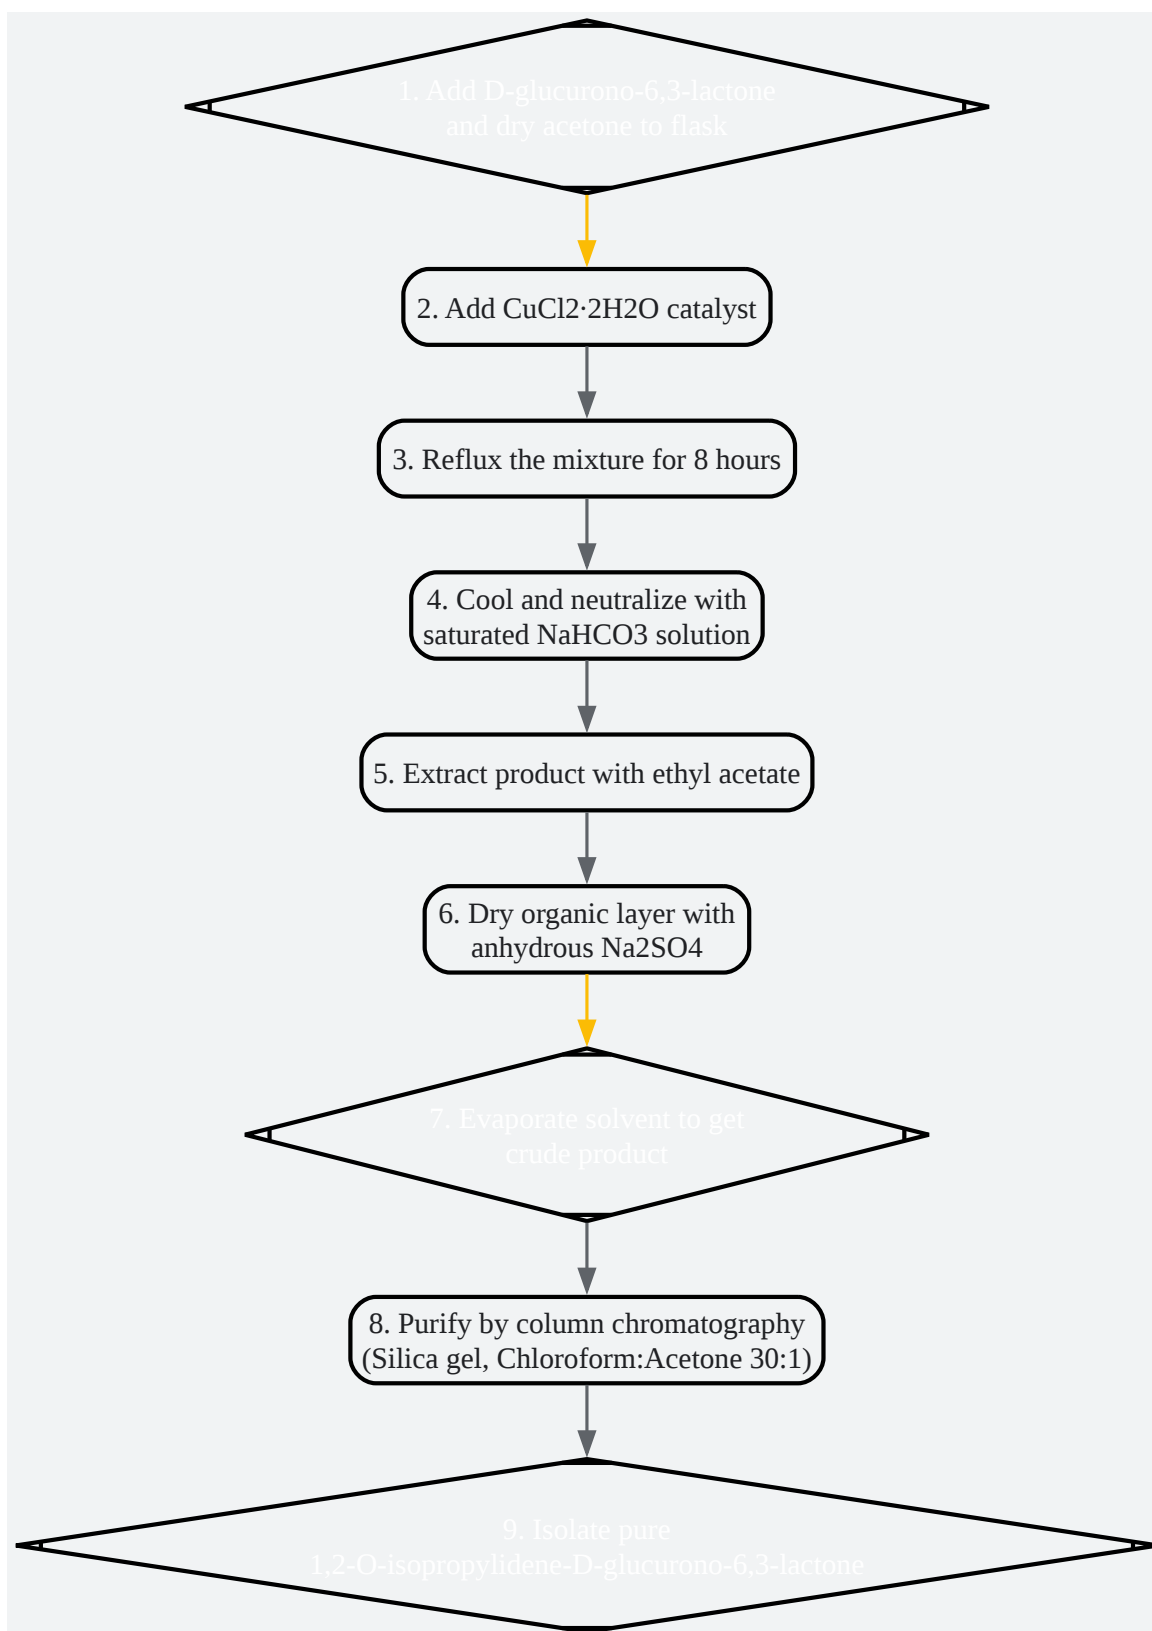 1. Add D-glucurono-6,3-lactone
and dry acetone to flask
2. Add CuCl2·2H2O catalyst
3. Reflux the mixture for 8 hours
4. Cool and neutralize with
saturated NaHCO3 solution
5. Extract product with ethyl acetate
6. Dry organic layer with
anhydrous Na2SO4
7. Evaporate solvent to get
crude product
8. Purify by column chromatography
(Silica gel, Chloroform:Acetone 30:1)
9. Isolate pure
1,2-O-isopropylidene-D-glucurono-6,3-lactone